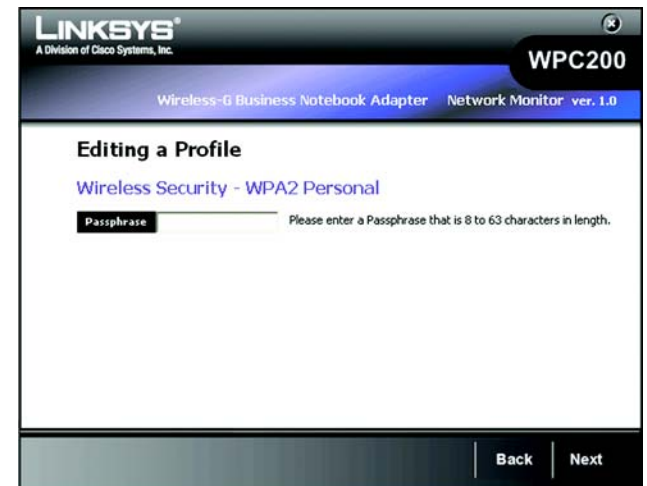 LINKSYS®
A Division of Cisco Systems, Inc.
WPC200
Wireless-G Business Notebook Adapter Network Monitor ver. 1.0
Editing a Profile
Wireless Security - WPA2 Personal
Passphrase Please enter a Passphrase that is 8 to 63 characters in length.
Back Next